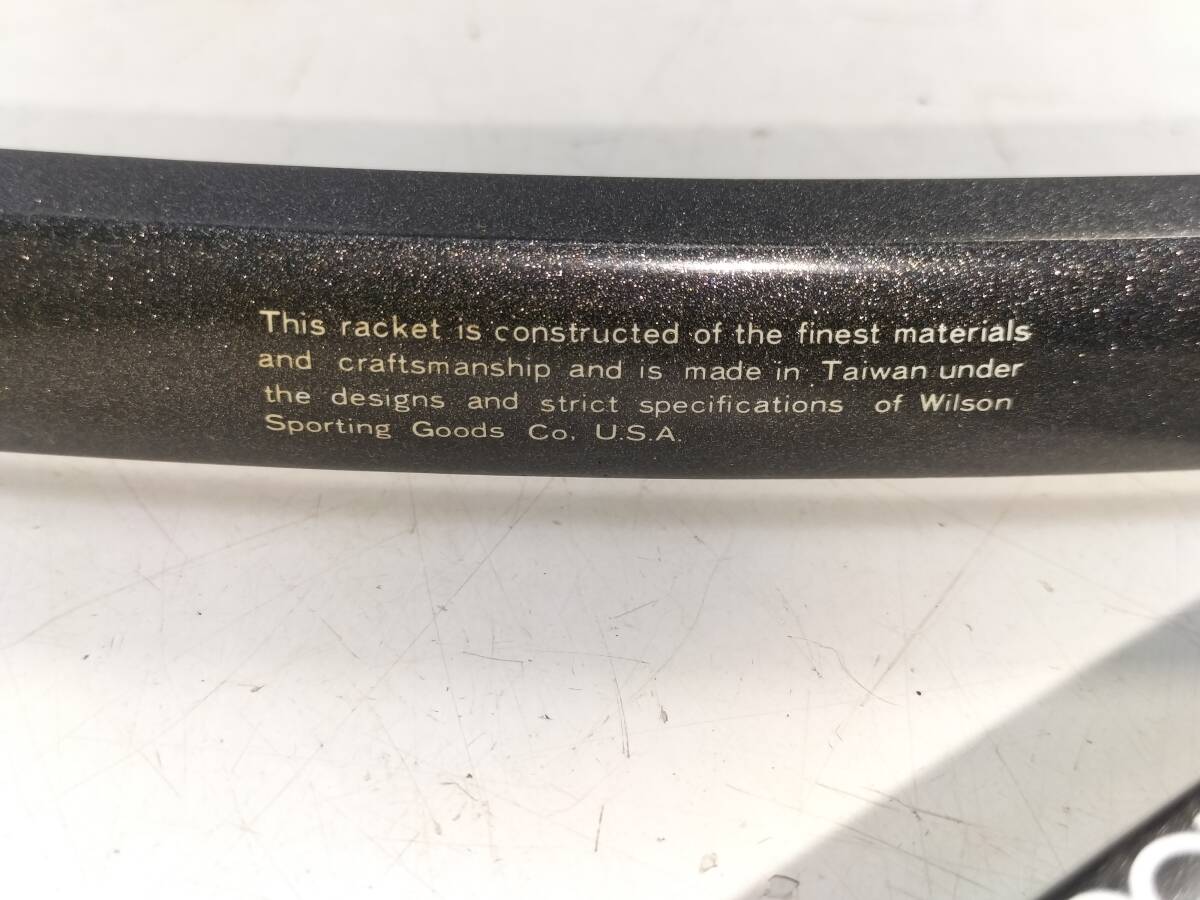 This racket is constructed of the finest materials
and craftsmanship and is made in Taiwan under
the designs and strict specifications of Wilson
Sporting Goods Co. U.S.A.